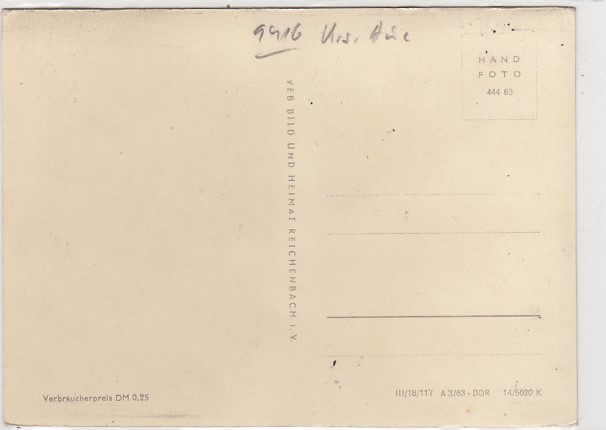 9416 Krs. Aue
HAND
FOTO
444 63
VEB BILD UND HEIMAT REICHENBACH i. V.
Verbraucherpreis DM 0,25
III/18/117 A 3/63 - DDR 14/5620 K